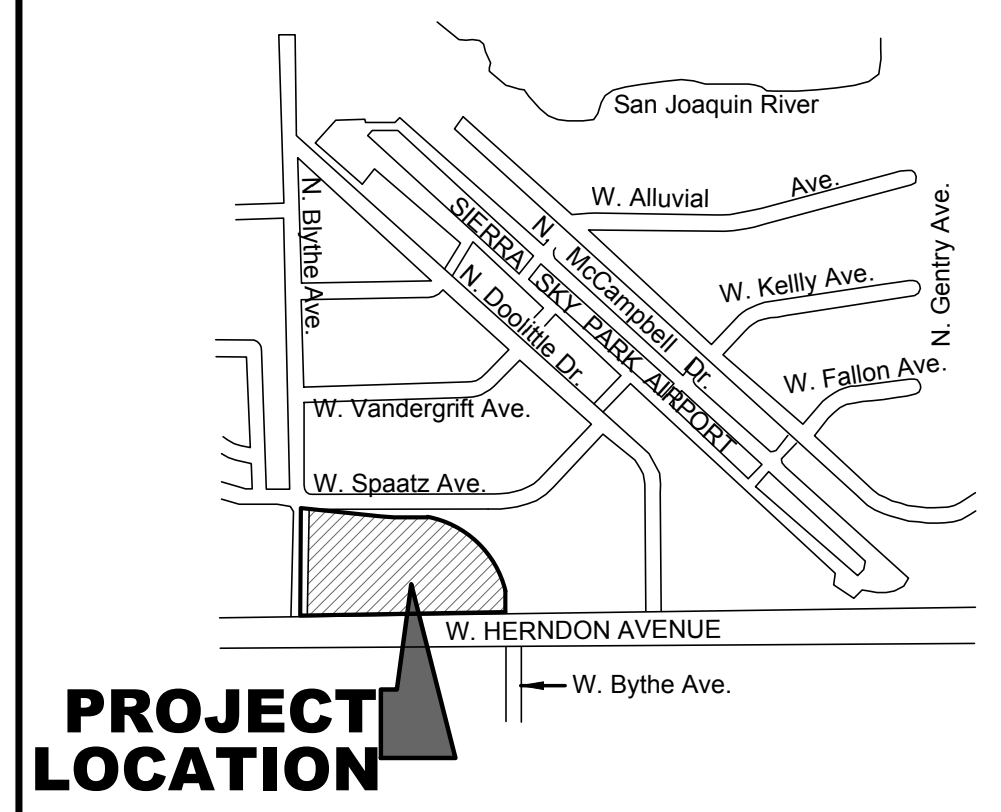 San Joaquin River
W. Alluvial Ave.
N. Gentry Ave.
N. Blythe Ave.
SIERRA SKY PARK AIRPORT
N. McCampbell Dr.
N. Doolittle Dr.
W. Kellly Ave.
W. Fallon Ave.
W. Vandergrift Ave.
W. Spaatz Ave.
W. HERNDON AVENUE
W. Bythe Ave.
PROJECT
LOCATION